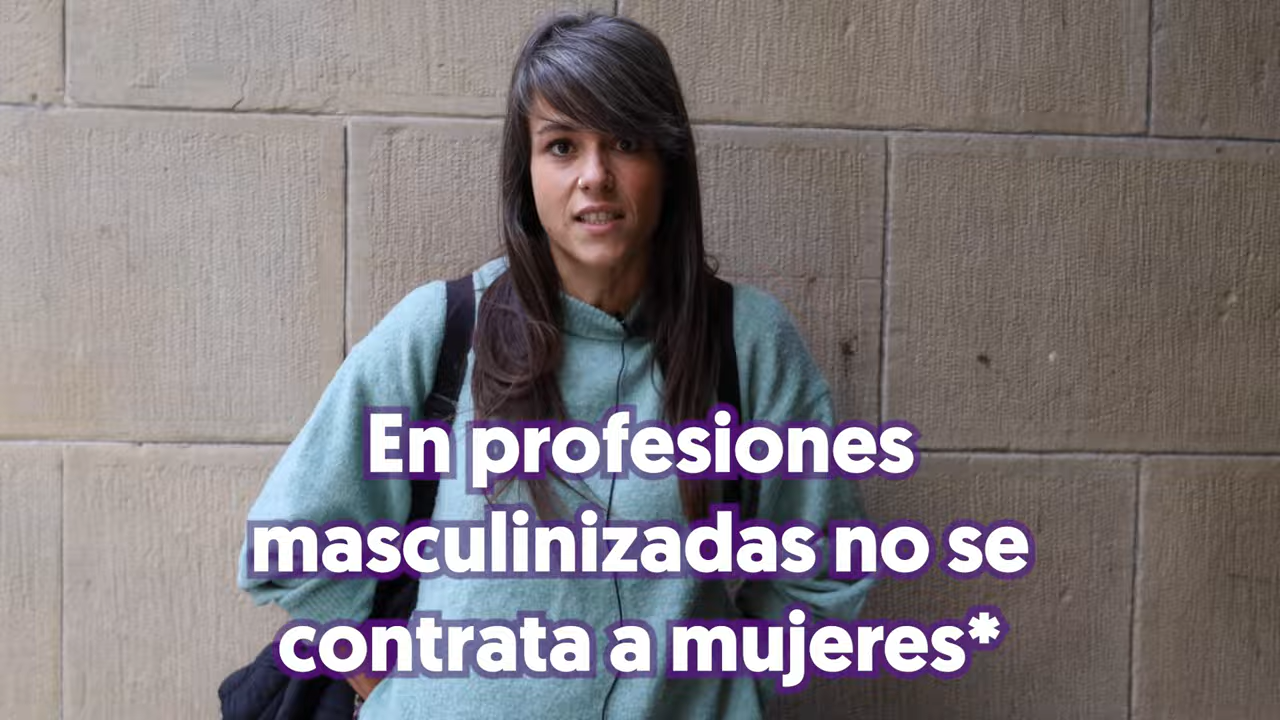 En profesiones
masculinizadas no se
contrata a mujeres*